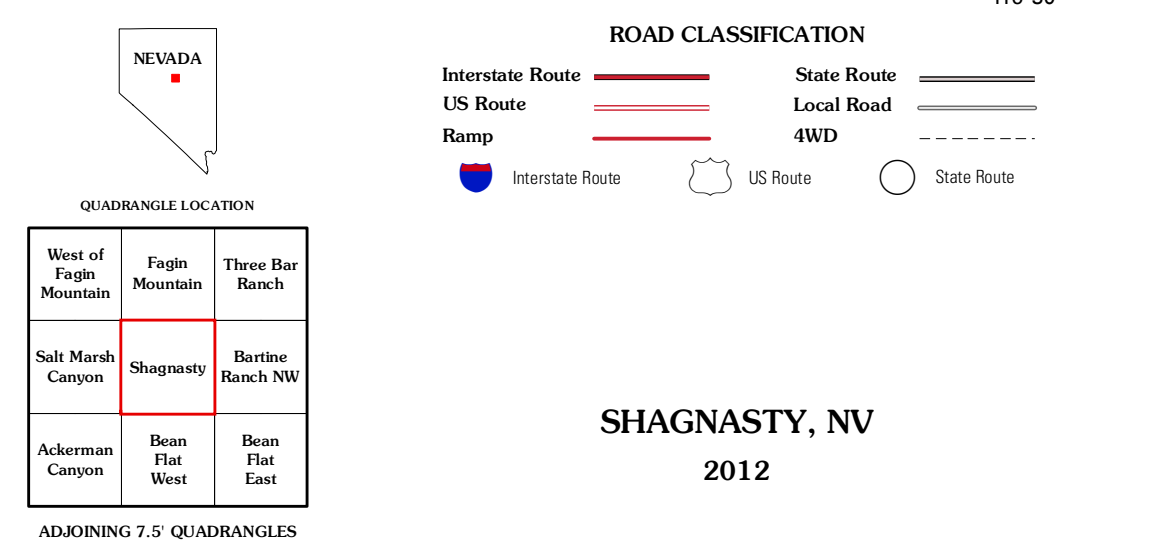 NEVADA
QUADRANGLE LOCATION
ROAD CLASSIFICATION
Interstate Route
State Route
US Route
Local Road
Ramp
4WD
Interstate Route
US Route
State Route
West of
Fagin
Mountain
Fagin
Mountain
Three Bar
Ranch
Salt Marsh
Canyon
Shagnasty
Bartine
Ranch NW
Ackerman
Canyon
Bean
Flat
West
Bean
Flat
East
ADJOINING 7.5' QUADRANGLES
SHAGNASTY, NV
2012